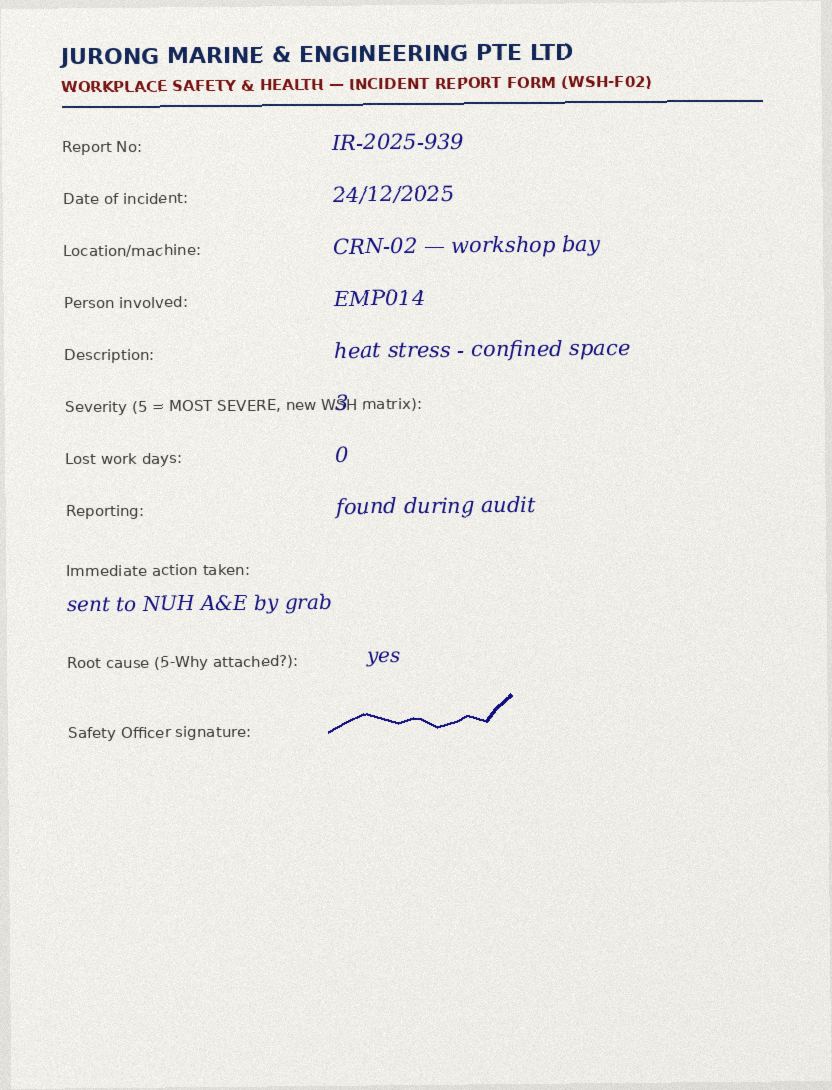 JURONG MARINE & ENGINEERING PTE LTD
WORKPLACE SAFETY & HEALTH — INCIDENT REPORT FORM (WSH-F02)
Report No: IR-2025-939
Date of incident: 24/12/2025
Location/machine: CRN-02 — workshop bay
Person involved: EMP014
Description: heat stress - confined space
Severity (5 = MOST SEVERE, new WSH matrix): 3
Lost work days: 0
Reporting: found during audit
Immediate action taken:
sent to NUH A&E by grab
Root cause (5-Why attached?): yes
Safety Officer signature: